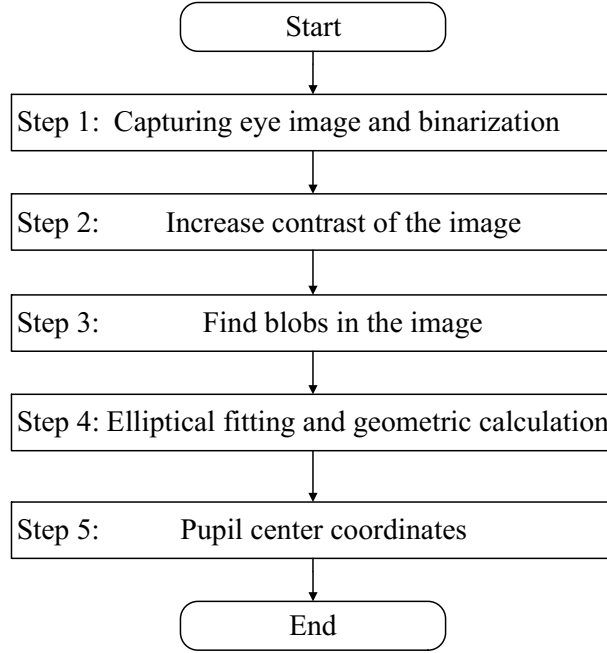 Start
Step 1: Capturing eye image and binarization
Step 2: Increase contrast of the image
Step 3: Find blobs in the image
Step 4: Elliptical fitting and geometric calculation
Step 5: Pupil center coordinates
End